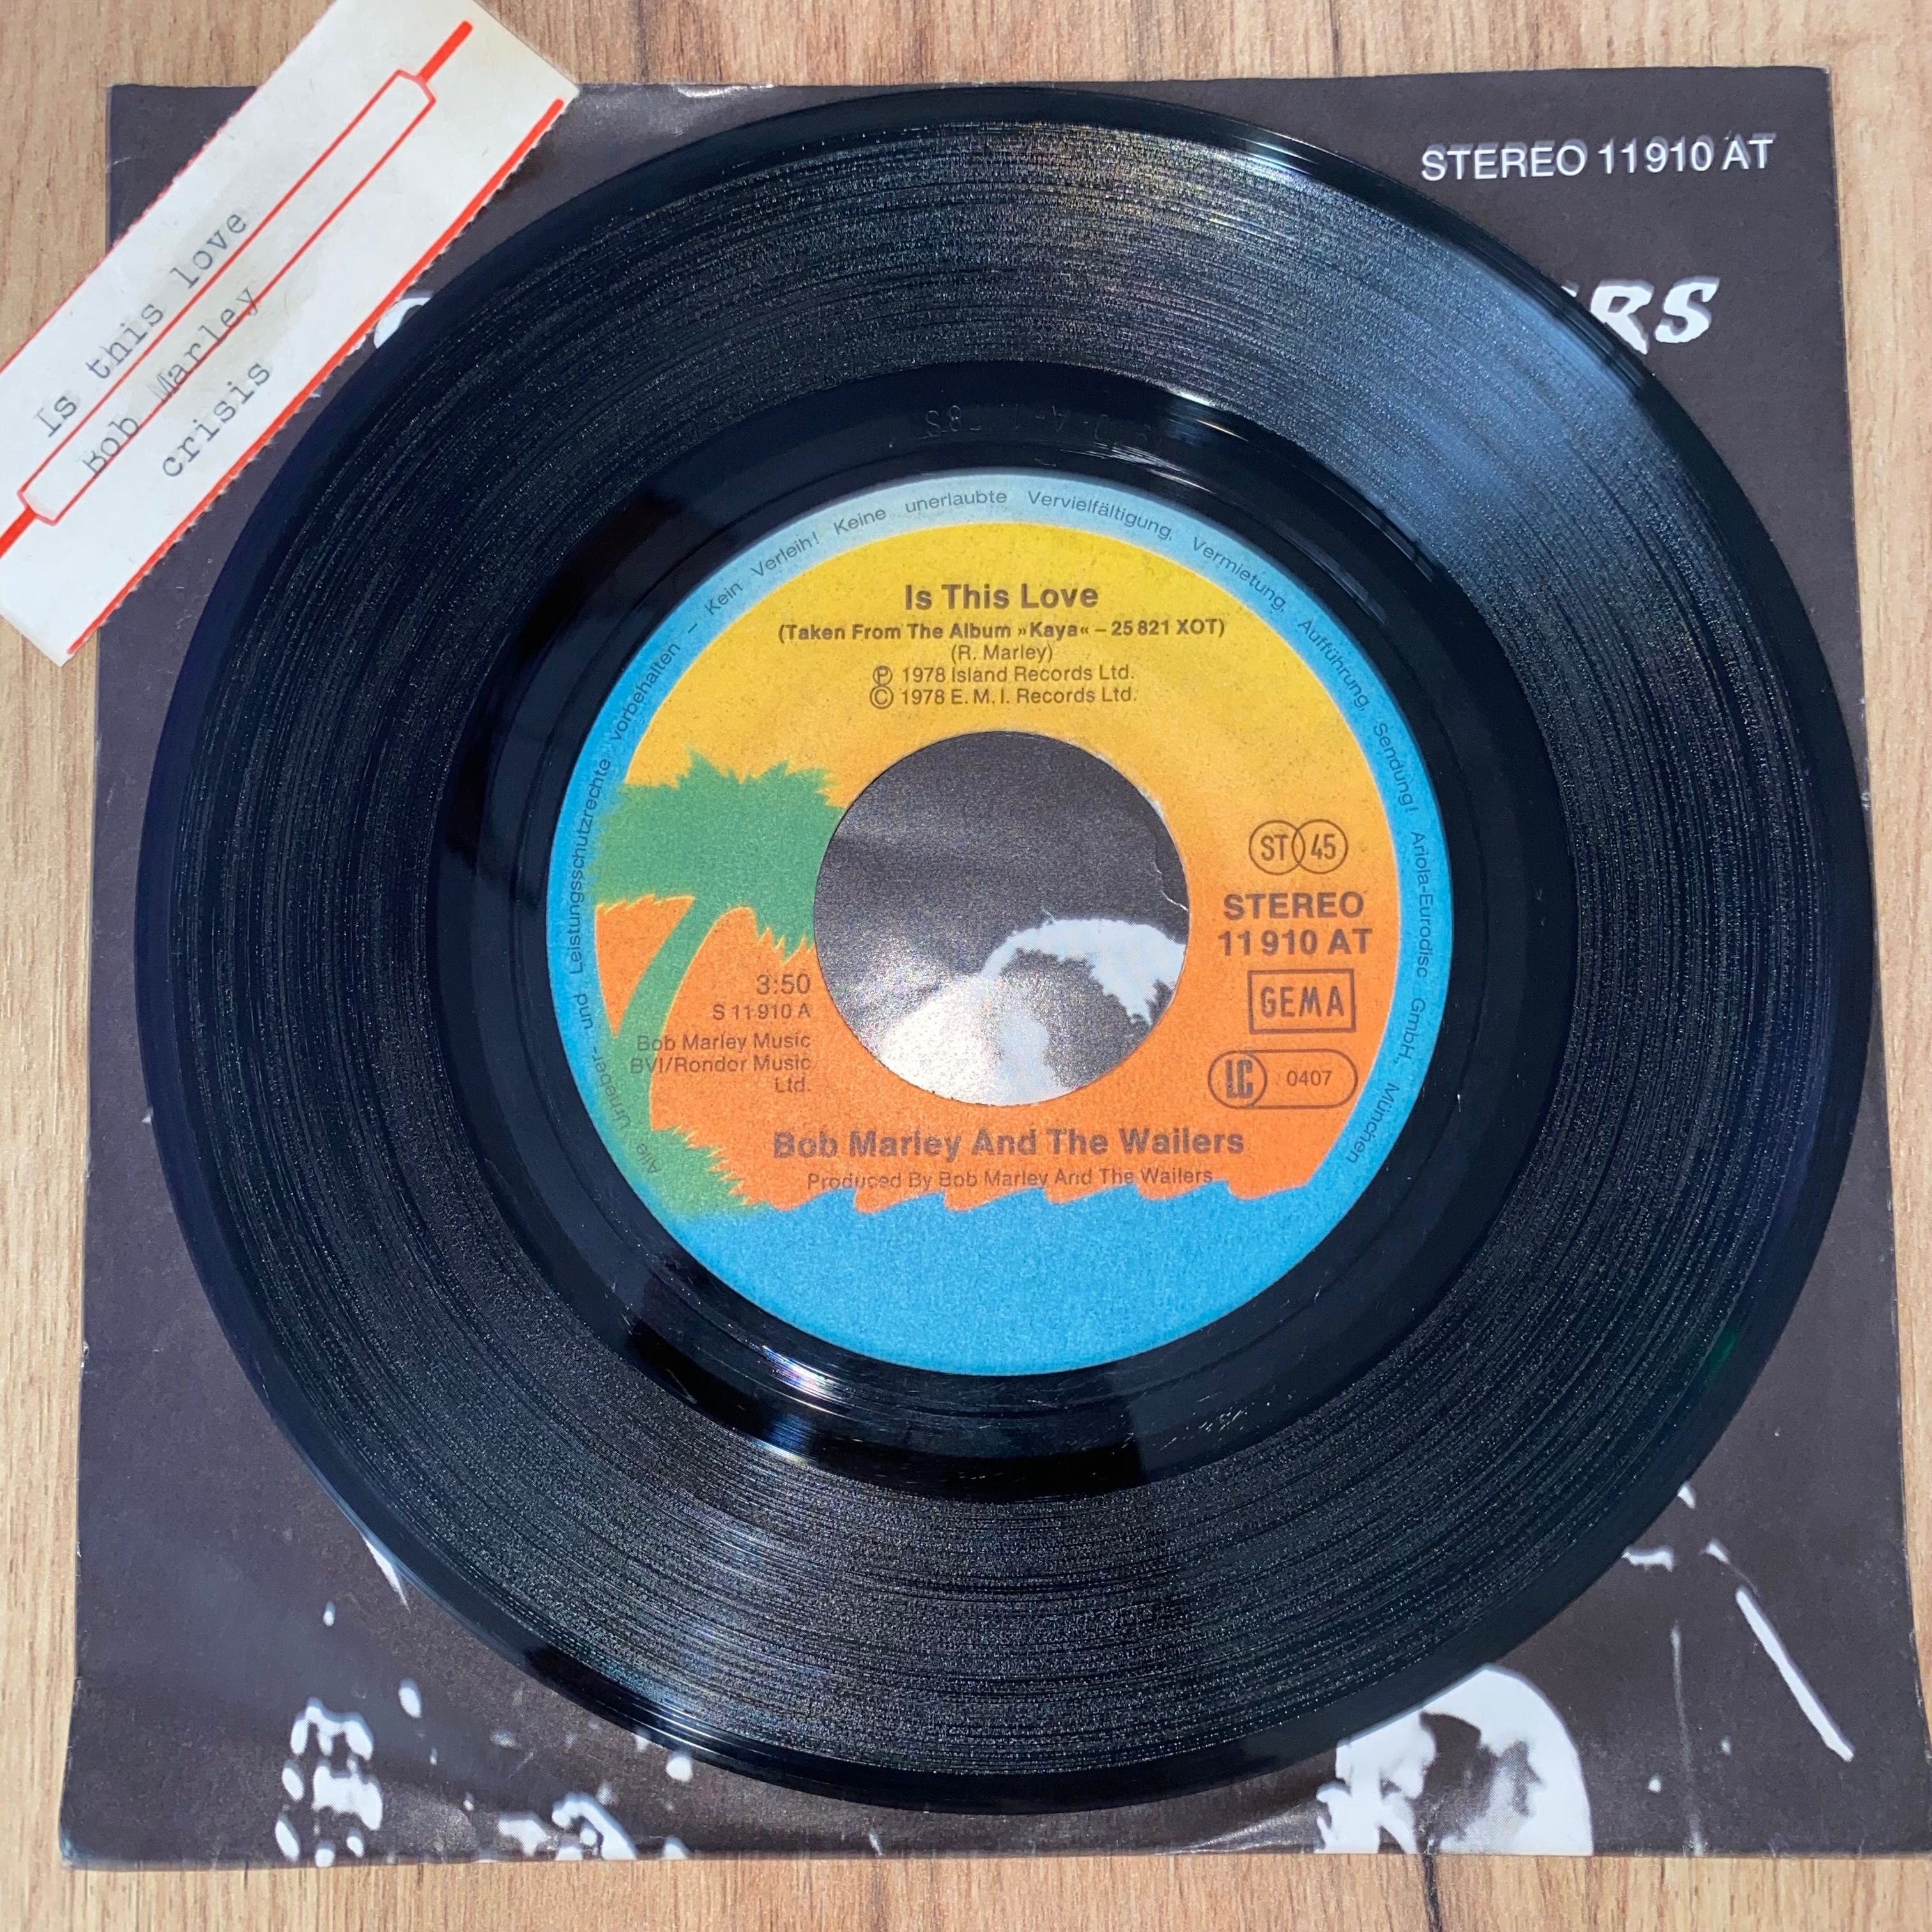 Is this love
Bob Marley
crisis
STEREO 11910 AT
RS
Alle Urheber- und Leistungsschutzrechte vorbehalten – Kein Verleih! Keine unerlaubte Vervielfältigung, Vermietung, Aufführung, Sendung! Ariola-Eurodisc GmbH, München
Is This Love
(Taken From The Album »Kaya« – 25 821 XOT)
(R. Marley)
Ⓟ 1978 Island Records Ltd.
© 1978 E. M. I. Records Ltd.
ST 45
STEREO
11 910 AT
GEMA
LC 0407
3:50
S 11 910 A
Bob Marley Music
BVI/Rondor Music
Ltd.
Bob Marley And The Wailers
Produced By Bob Marley And The Wailers